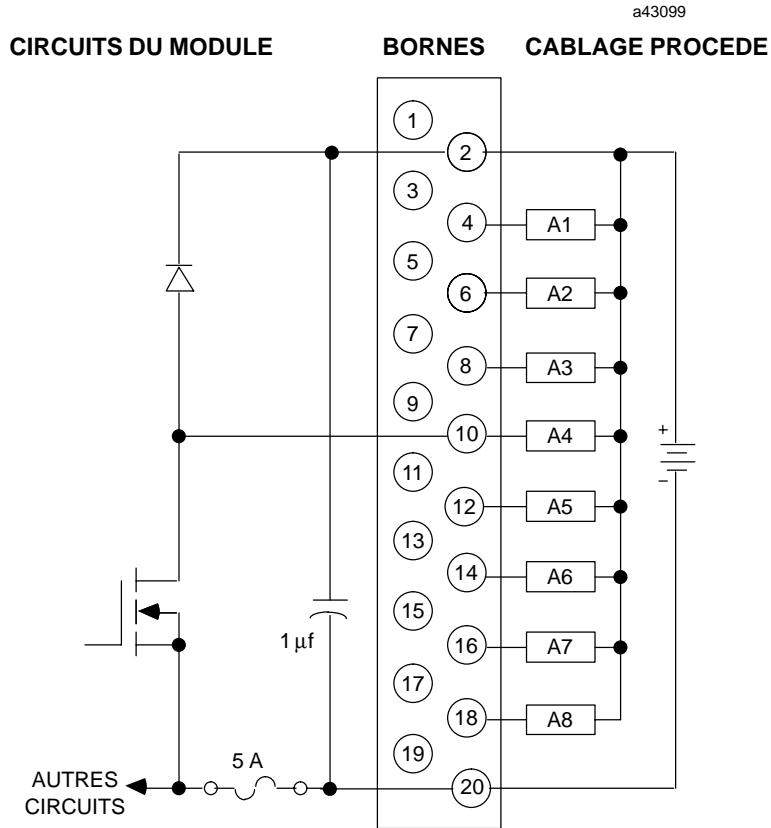 a43099
CIRCUITS DU MODULE BORNES CABLAGE PROCEDE
1
2
3
4 A1
5
6 A2
7
8 A3
9
10 A4
+
−
11
12 A5
13
14 A6
15
1 µf
16 A7
17
18 A8
19
5 A
20
AUTRES
CIRCUITS